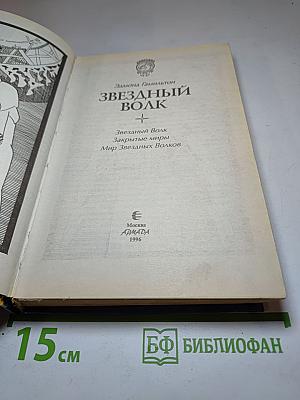 Эдмонд Гамильтон
ЗВЕЗДНЫЙ
ВОЛК
Звездный Волк
Закрытые миры
Мир Звездных Волков
Москва
АРМАДА
1996
15 см
БФ БИБЛИОФАН